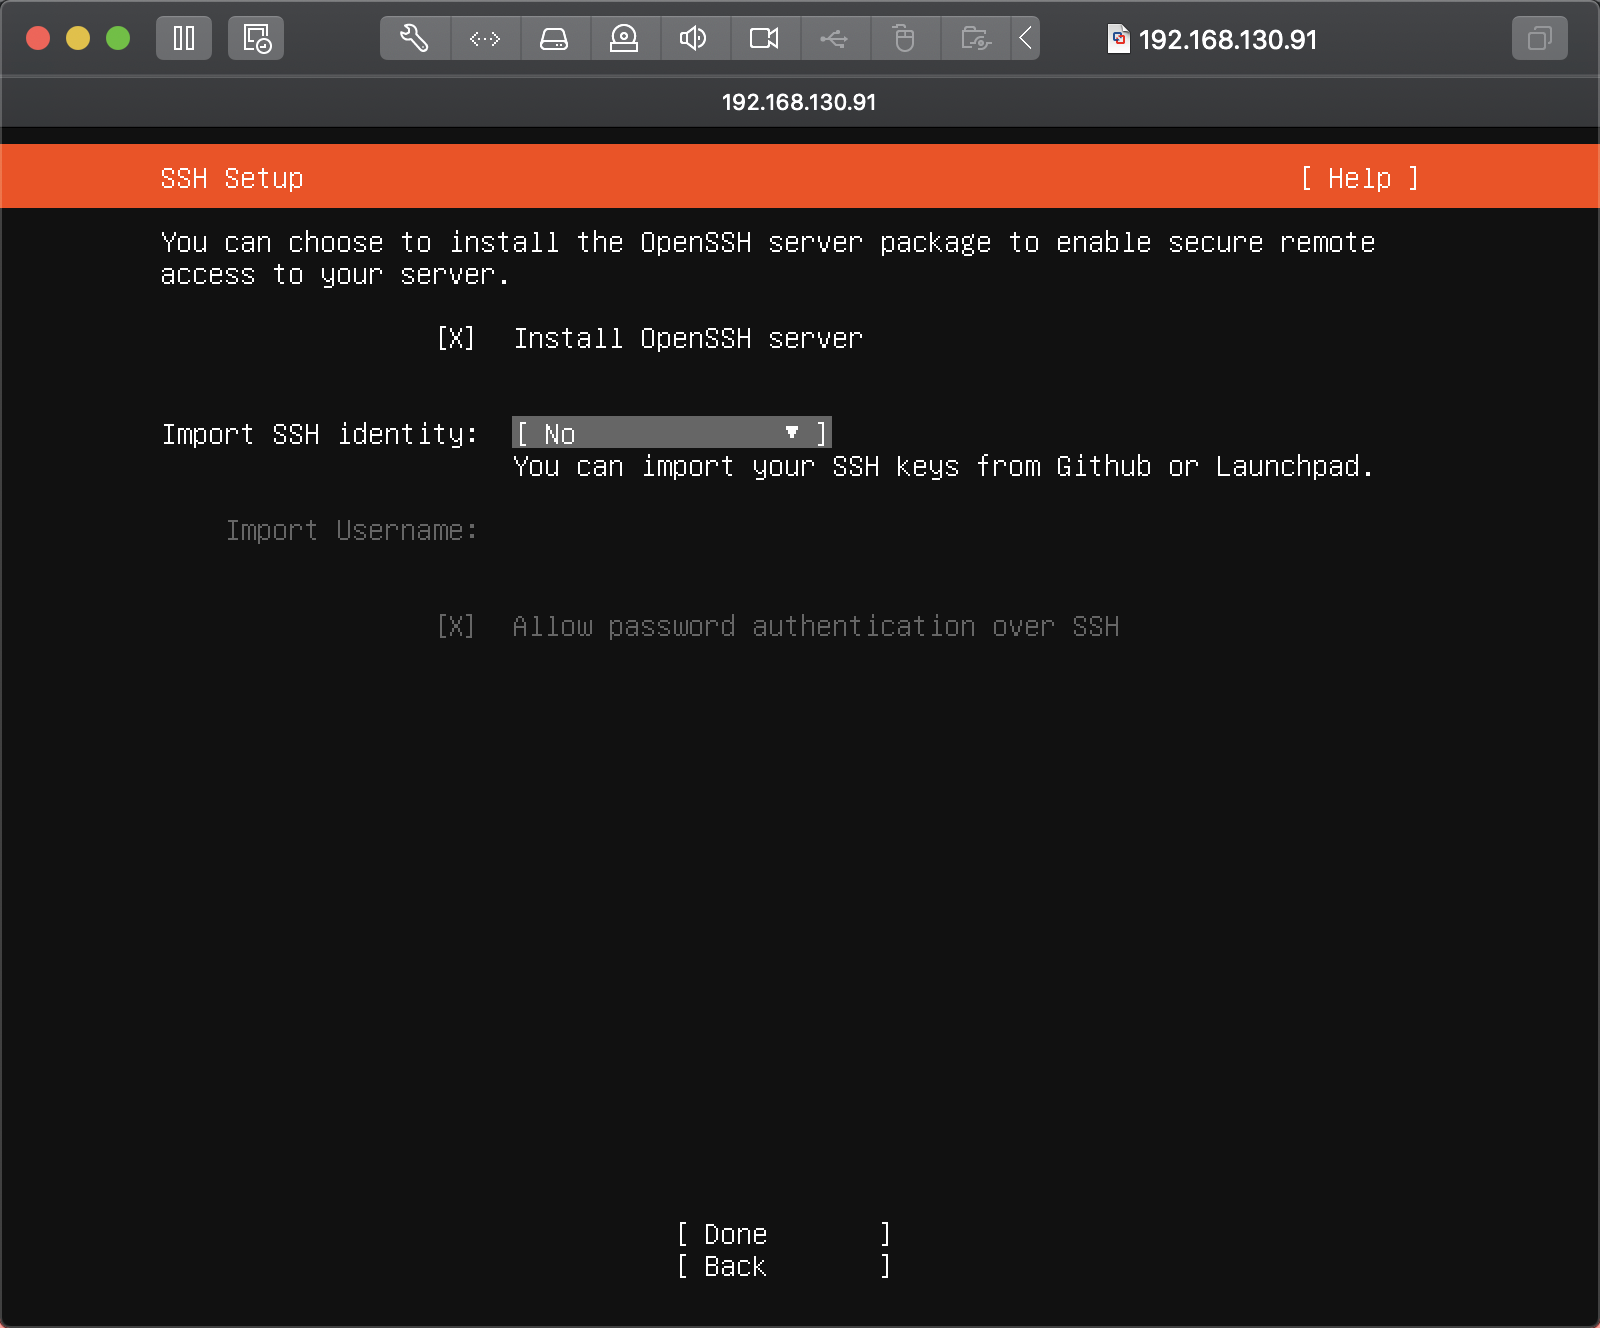 192.168.130.91
192.168.130.91
SSH Setup [ Help ]
You can choose to install the OpenSSH server package to enable secure remote
access to your server.
[X] Install OpenSSH server
Import SSH identity: [ No ▼ ]
You can import your SSH keys from Github or Launchpad.
Import Username:
[X] Allow password authentication over SSH
[ Done ]
[ Back ]